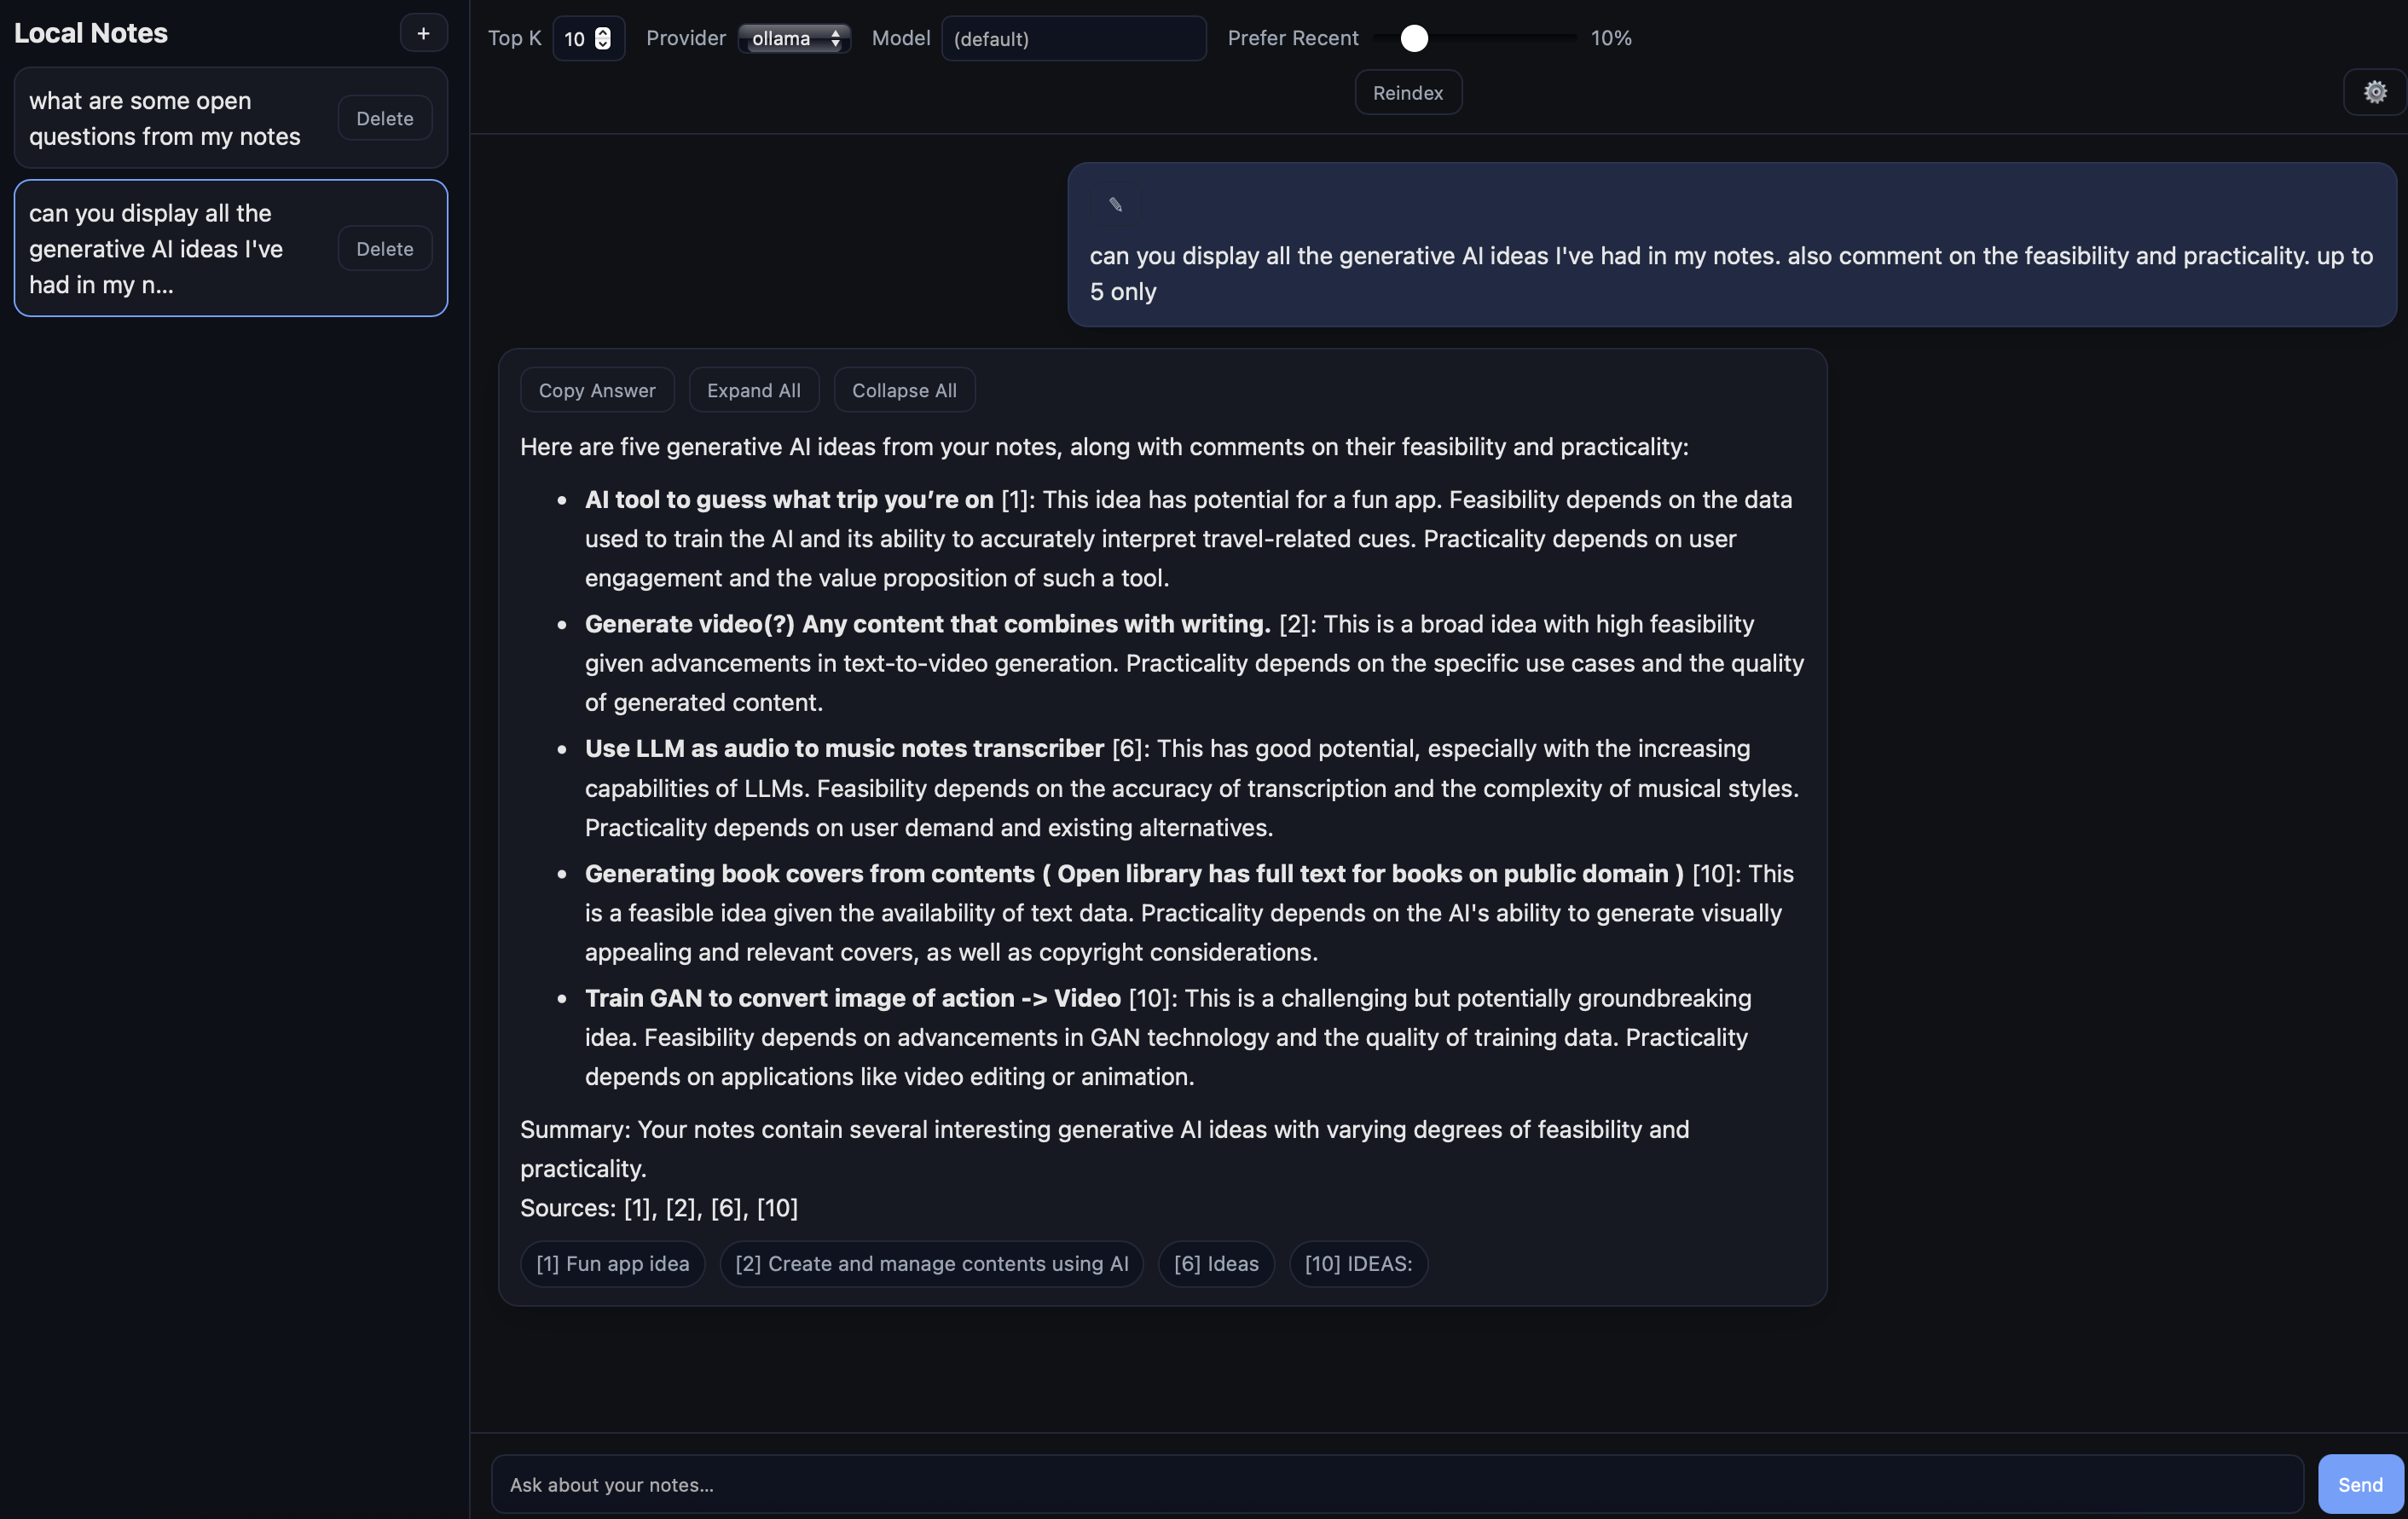 Local Notes
+
what are some open
questions from my notes
Delete
can you display all the
generative AI ideas I've
had in my n...
Delete
Top K 10 Provider ollama Model (default) Prefer Recent 10%
Reindex
can you display all the generative AI ideas I've had in my notes. also comment on the feasibility and practicality. up to
5 only
Copy Answer Expand All Collapse All
Here are five generative AI ideas from your notes, along with comments on their feasibility and practicality:
• AI tool to guess what trip you’re on [1]: This idea has potential for a fun app. Feasibility depends on the data
used to train the AI and its ability to accurately interpret travel-related cues. Practicality depends on user
engagement and the value proposition of such a tool.
• Generate video(?) Any content that combines with writing. [2]: This is a broad idea with high feasibility
given advancements in text-to-video generation. Practicality depends on the specific use cases and the quality
of generated content.
• Use LLM as audio to music notes transcriber [6]: This has good potential, especially with the increasing
capabilities of LLMs. Feasibility depends on the accuracy of transcription and the complexity of musical styles.
Practicality depends on user demand and existing alternatives.
• Generating book covers from contents ( Open library has full text for books on public domain ) [10]: This
is a feasible idea given the availability of text data. Practicality depends on the AI's ability to generate visually
appealing and relevant covers, as well as copyright considerations.
• Train GAN to convert image of action -> Video [10]: This is a challenging but potentially groundbreaking
idea. Feasibility depends on advancements in GAN technology and the quality of training data. Practicality
depends on applications like video editing or animation.
Summary: Your notes contain several interesting generative AI ideas with varying degrees of feasibility and
practicality.
Sources: [1], [2], [6], [10]
[1] Fun app idea [2] Create and manage contents using AI [6] Ideas [10] IDEAS:
Ask about your notes...
Send